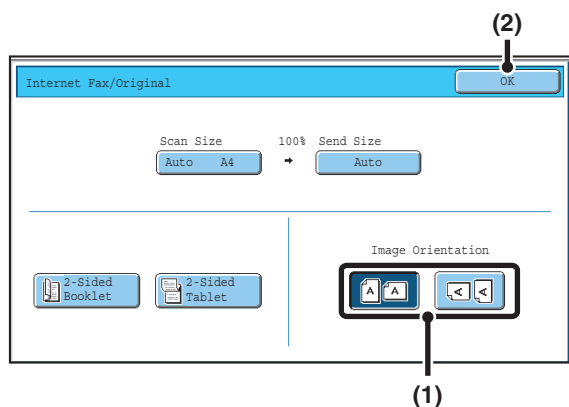 (2)
Internet Fax/Original
OK
Scan Size 100% Send Size
Auto A4 → Auto
Image Orientation
2-Sided Booklet
2-Sided Tablet
A A A A
(1)